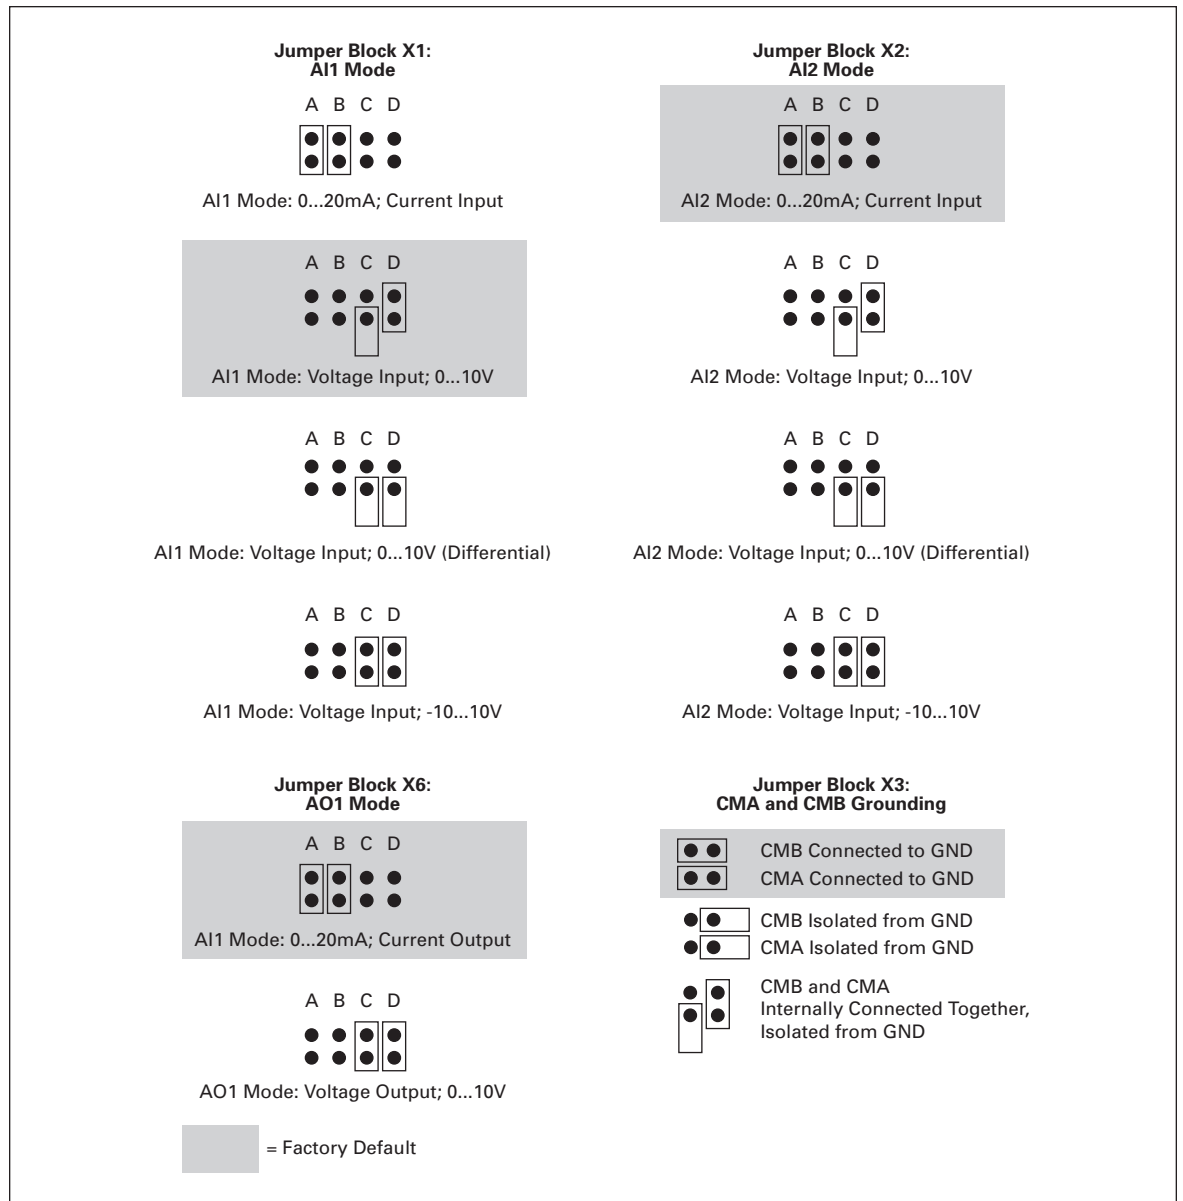 Jumper Block X1:
AI1 Mode
A B C D
AI1 Mode: 0...20mA; Current Input
A B C D
AI1 Mode: Voltage Input; 0...10V
A B C D
AI1 Mode: Voltage Input; 0...10V (Differential)
A B C D
AI1 Mode: Voltage Input; -10...10V
Jumper Block X2:
AI2 Mode
A B C D
AI2 Mode: 0...20mA; Current Input
A B C D
AI2 Mode: Voltage Input; 0...10V
A B C D
AI2 Mode: Voltage Input; 0...10V (Differential)
A B C D
AI2 Mode: Voltage Input; -10...10V
Jumper Block X6:
AO1 Mode
A B C D
AI1 Mode: 0...20mA; Current Output
A B C D
AO1 Mode: Voltage Output; 0...10V
= Factory Default
Jumper Block X3:
CMA and CMB Grounding
CMB Connected to GND
CMA Connected to GND
CMB Isolated from GND
CMA Isolated from GND
CMB and CMA
Internally Connected Together,
Isolated from GND